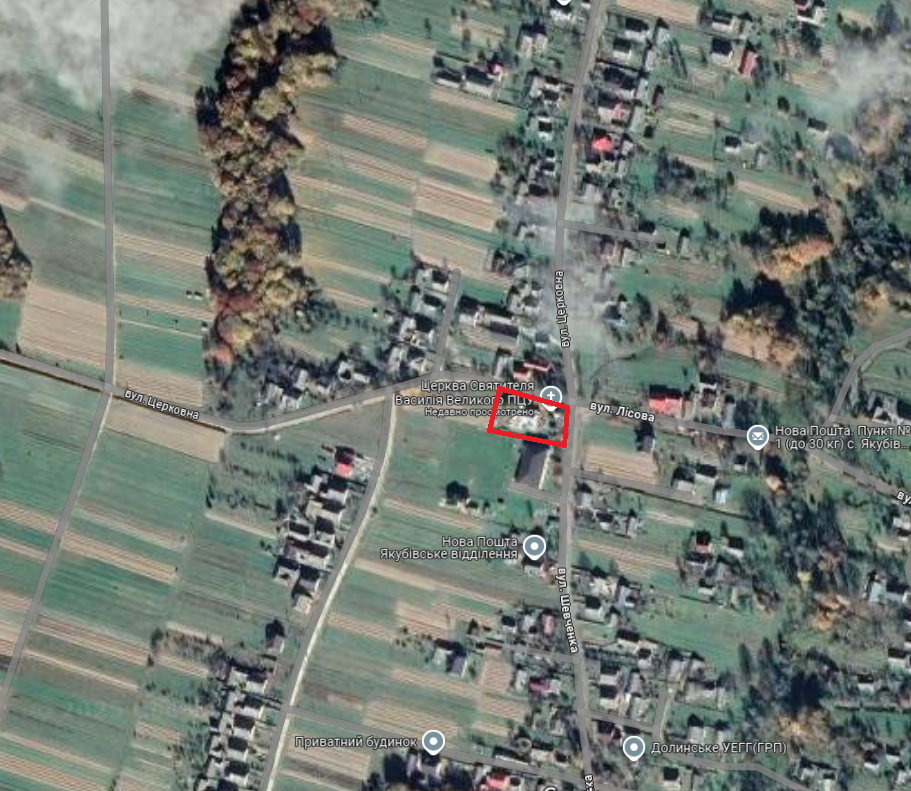 вул. Церковна
Церква Святителя
Василія Великого ПЦУ
Недавно просмотрено
вул. Лісова
Нова Пошта. Пункт №
1 (до 30 кг) с. Якубів...
вул. Церковна
Нова Пошта
Якубівське відділення
вул. Шевченка
Приватний будинок
Долинське УЕГГ(ГРП)